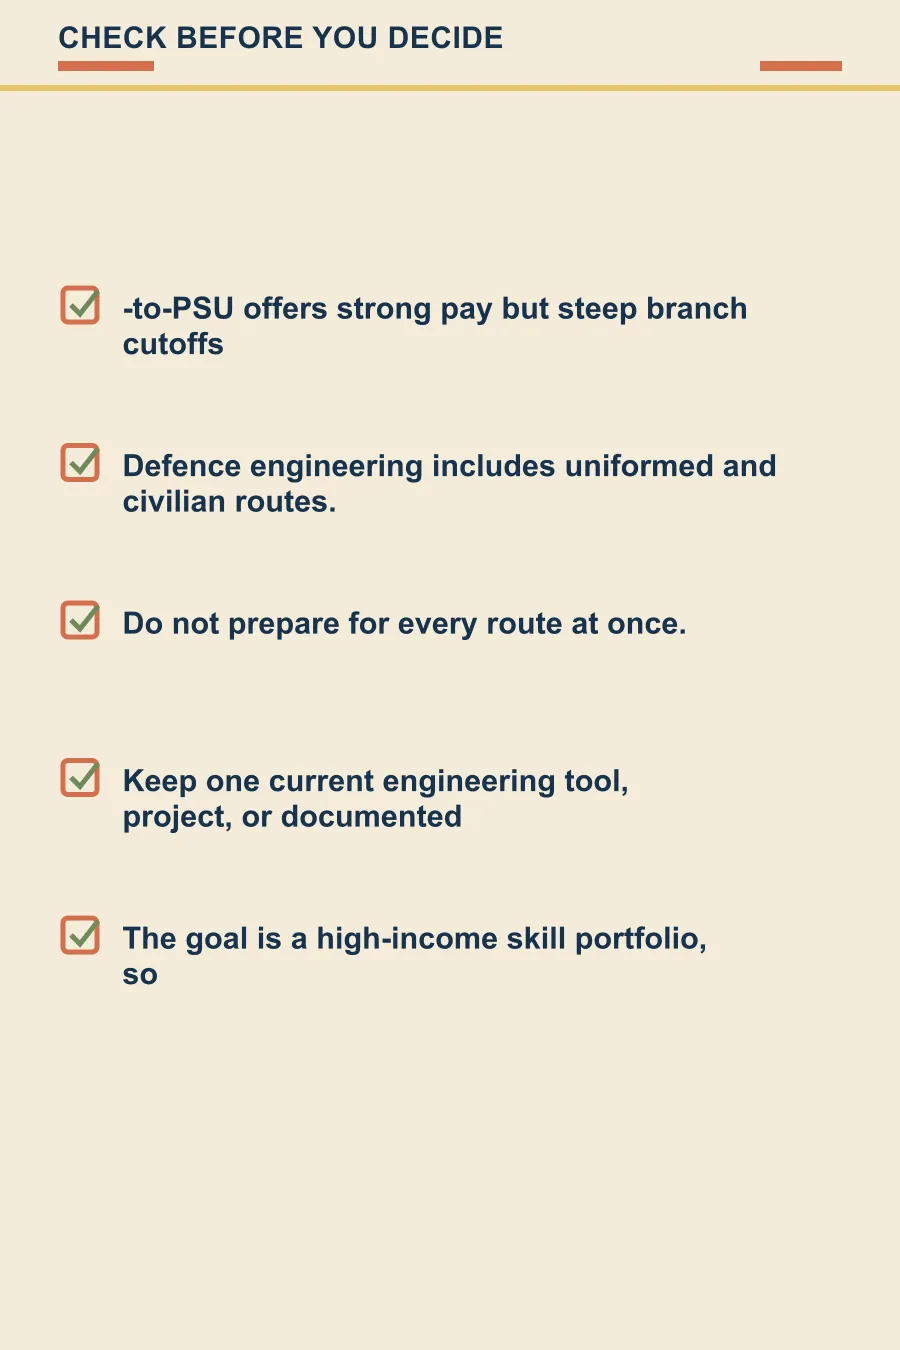 CHECK BEFORE YOU DECIDE
-to-PSU offers strong pay but steep branch
cutoffs
Defence engineering includes uniformed and
civilian routes.
Do not prepare for every route at once.
Keep one current engineering tool,
project, or documented
The goal is a high-income skill portfolio,
so